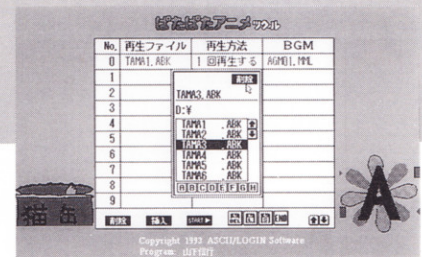 ぱたぱたアニメツクール
No. 再生ファイル 再生方法 BGM
0 TAMA1.ABK 1回再生する AGM01.MML
1
2
3
4
5
6
7
8
9
削除
TAMA3.ABK
D:¥
TAMA1 .ABK
TAMA2 .ABK
TAMA3 .ABK
TAMA4 .ABK
TAMA5 .ABK
TAMA6 .ABK
A B C D E F G H
猫缶
A
削除 挿入 START▶ END
Copyright 1993 ASCII/LOGIN Software
Program: 山下信行